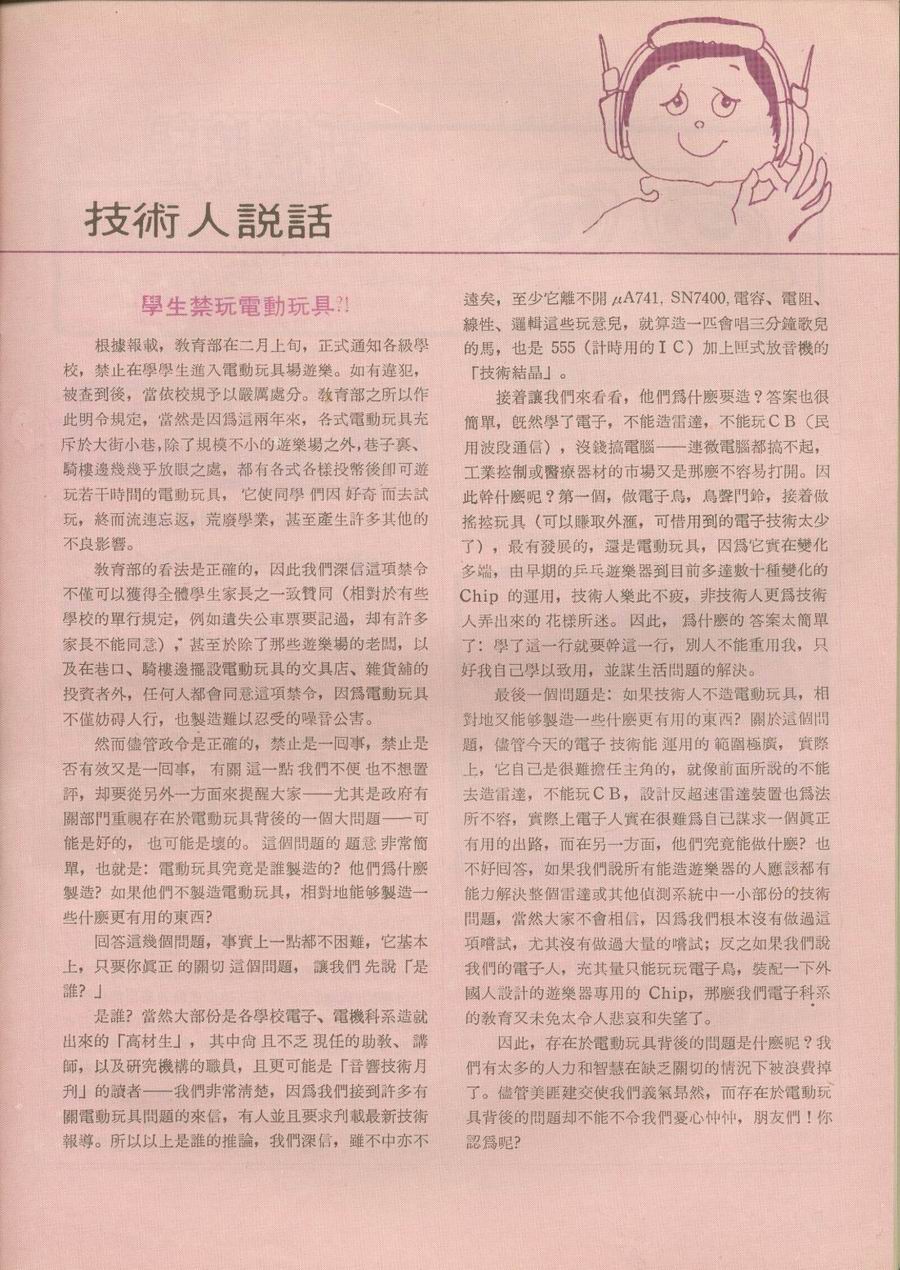 技術人説話
學生禁玩電動玩具?!
根據報載，敎育部在二月上旬，正式通知各級學
校，禁止在學學生進入電動玩具場遊樂。如有違犯，
被查到後，當依校規予以嚴厲處分。敎育部之所以作
此明令規定，當然是因爲這兩年來，各式電動玩具充
斥於大街小巷,除了規模不小的遊樂場之外,巷子裏、
騎樓邊幾幾乎放眼之處，都有各式各樣投幣後卽可遊
玩若干時間的電動玩具， 它使同學 們因 好奇 而去試
玩，終而流連忘返，荒廢學業，甚至產生許多其他的
不良影響。
敎育部的看法是正確的，因此我們深信這項禁令
不僅可以獲得全體學生家長之一致贊同（相對於有些
學校的單行規定，例如遺失公車票要記過，却有許多
家長不能同意），甚至於除了那些遊樂場的老闆，以
及在巷口、騎樓邊擺設電動玩具的文具店、雜貨舖的
投資者外，任何人都會同意這項禁令，因爲電動玩具
不僅妨碍人行，也製造難以忍受的噪音公害。
然而儘管政令是正確的，禁止是一囘事，禁止是
否有效又是一囘事， 有關 這一點 我們不便 也不想置
評，却要從另外一方面來提醒大家——尤其是政府有
關部門重視存在於電動玩具背後的一個大問題——可
能是好的， 也可能是壞的。 這個問題的 題意 非常簡
單，也就是：電動玩具究竟是誰製造的？他們爲什麽
製造？如果他們不製造電動玩具，相對地能够製造一
些什麽更有用的東西？
囘答這幾個問題，事實上一點都不困難，它基本
上，只要你眞正 的關切 這個問題， 讓我們 先說「是
誰？」
是誰？當然大部份是各學校電子、電機科系造就
出來的「高材生」， 其中尙 且不乏 現任的助敎、 講
師，以及研究機構的職員，且更可能是「音響技術月
刋」的讀者——我們非常淸楚，因爲我們接到許多有
關電動玩具問題的來信，有人並且要求刋載最新技術
報導。所以以上是誰的推論，我們深信，雖不中亦不
遠矣，至少它離不開 μA741, SN7400, 電容、電阻、
線性、邏輯這些玩意兒，就算造一匹會唱三分鐘歌兒
的馬，也是 555（計時用的ＩＣ）加上匣式放音機的
「技術結晶」。
接着讓我們來看看，他們爲什麽要造？答案也很
簡單，旣然學了電子，不能造雷達，不能玩ＣＢ（民
用波段通信），沒錢搞電腦——連微電腦都搞不起，
工業控制或醫療器材的市場又是那麽不容易打開。因
此幹什麽呢？第一個，做電子鳥，鳥聲門鈴，接着做
搖控玩具（可以賺取外滙，可惜用到的電子技術太少
了），最有發展的，還是電動玩具，因爲它實在變化
多端，由早期的乒乓遊樂器到目前多達數十種變化的
Chip 的運用，技術人樂此不疲，非技術人更爲技術
人弄出來的 花樣所迷。 因此， 爲什麽的 答案太簡單
了：學了這一行就要幹這一行，別人不能重用我，只
好我自己學以致用，並謀生活問題的解決。
最後一個問題是：如果技術人不造電動玩具，相
對地又能够製造一些什麽更有用的東西？關於這個問
題，儘管今天的電子 技術能 運用的 範圍極廣， 實際
上，它自己是很難擔任主角的，就像前面所說的不能
去造雷達，不能玩ＣＢ，設計反超速雷達裝置也爲法
所不容，實際上電子人實在很難爲自己謀求一個眞正
有用的出路，而在另一方面，他們究竟能做什麽？也
不好囘答，如果我們說所有能造遊樂器的人應該都有
能力解決整個雷達或其他偵測系統中一小部份的技術
問題，當然大家不會相信，因爲我們根本沒有做過這
項嚐試，尤其沒有做過大量的嚐試；反之如果我們說
我們的電子人，充其量只能玩玩電子鳥，裝配一下外
國人設計的遊樂器專用的 Chip，那麽我們電子科系
的敎育又未免太令人悲哀和失望了。
因此，存在於電動玩具背後的問題是什麽呢？我
們有太多的人力和智慧在缺乏關切的情況下被浪費掉
了。儘管美匪建交使我們義氣昻然，而存在於電動玩
具背後的問題却不能不令我們憂心忡忡，朋友們！你
認爲呢？